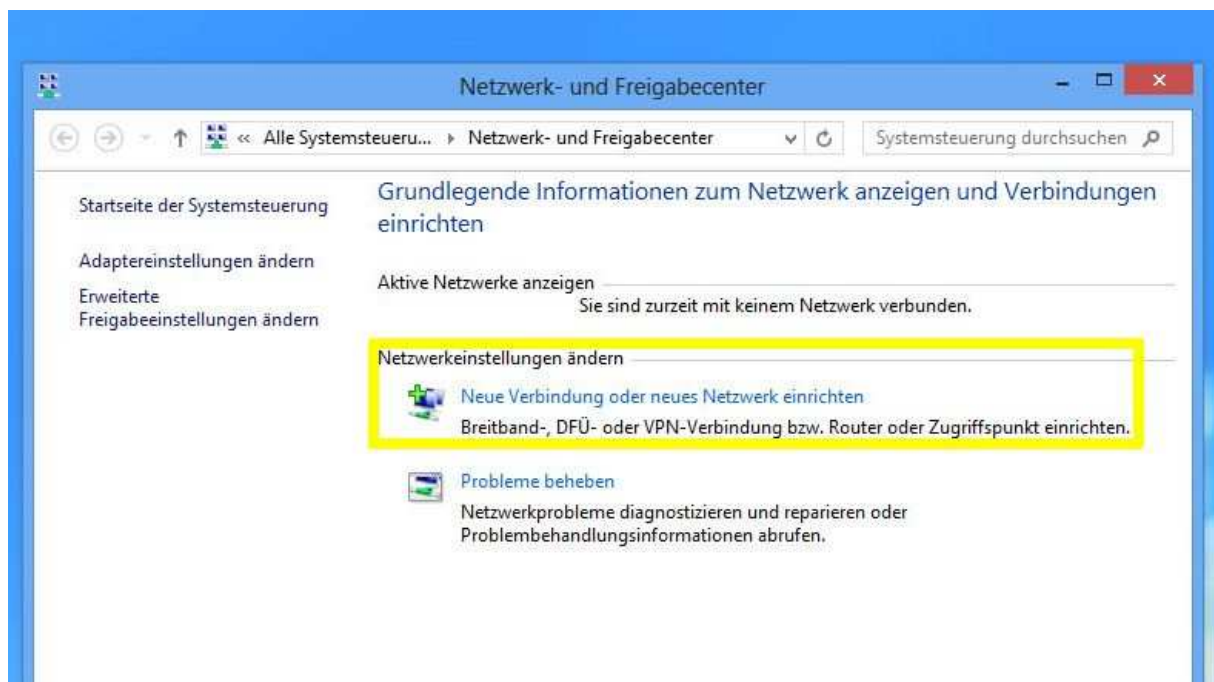 Netzwerk- und Freigabecenter
« Alle Systemsteueru... Netzwerk- und Freigabecenter
Systemsteuerung durchsuchen
Startseite der Systemsteuerung
Adaptereinstellungen ändern
Erweiterte
Freigabeeinstellungen ändern
Grundlegende Informationen zum Netzwerk anzeigen und Verbindungen
einrichten
Aktive Netzwerke anzeigen
Sie sind zurzeit mit keinem Netzwerk verbunden.
Netzwerkeinstellungen ändern
Neue Verbindung oder neues Netzwerk einrichten
Breitband-, DFÜ- oder VPN-Verbindung bzw. Router oder Zugriffspunkt einrichten.
Probleme beheben
Netzwerkprobleme diagnostizieren und reparieren oder
Problembehandlungsinformationen abrufen.